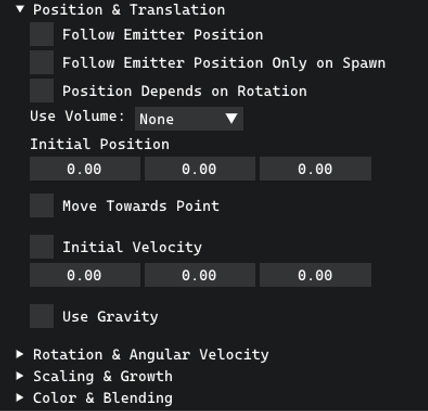 Position & Translation
Follow Emitter Position
Follow Emitter Position Only on Spawn
Position Depends on Rotation
Use Volume: None
Initial Position
0.00 0.00 0.00
Move Towards Point
Initial Velocity
0.00 0.00 0.00
Use Gravity
Rotation & Angular Velocity
Scaling & Growth
Color & Blending